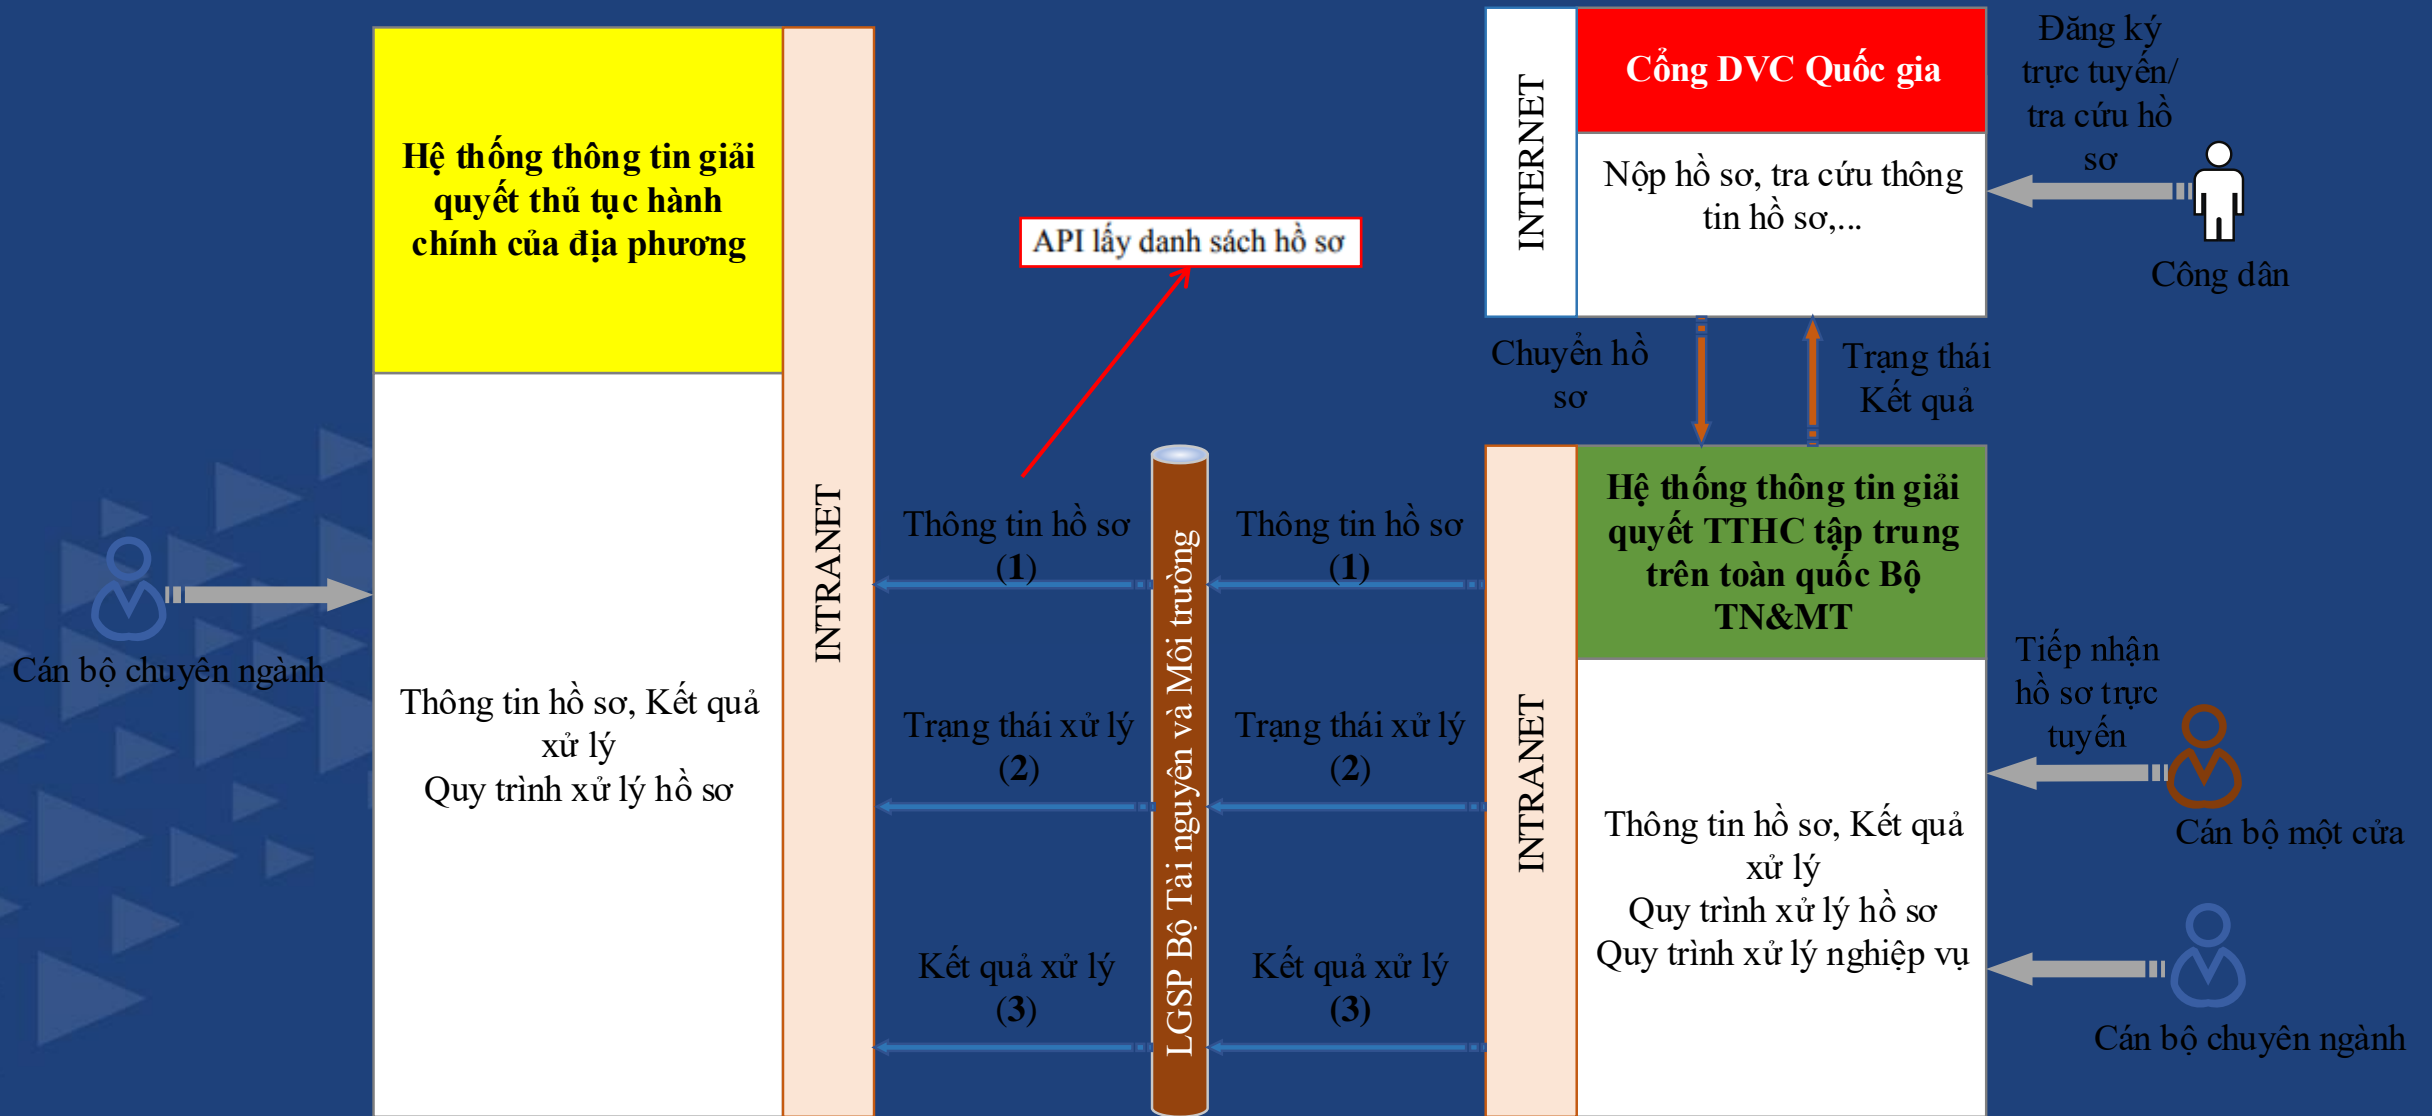 Hệ thống thông tin giải
quyết thủ tục hành
chính của địa phương
INTRANET
Thông tin hồ sơ, Kết quả
xử lý
Quy trình xử lý hồ sơ
Cán bộ chuyên ngành
API lấy danh sách hồ sơ
Thông tin hồ sơ
(1)
Trạng thái xử lý
(2)
Kết quả xử lý
(3)
LGSP Bộ Tài nguyên và Môi trường
Thông tin hồ sơ
(1)
Trạng thái xử lý
(2)
Kết quả xử lý
(3)
INTERNET
Cổng DVC Quốc gia
Nộp hồ sơ, tra cứu thông
tin hồ sơ,...
Đăng ký
trực tuyến/
tra cứu hồ
sơ
Công dân
Chuyển hồ
sơ
Trạng thái
Kết quả
INTRANET
Hệ thống thông tin giải
quyết TTHC tập trung
trên toàn quốc Bộ
TN&MT
Thông tin hồ sơ, Kết quả
xử lý
Quy trình xử lý hồ sơ
Quy trình xử lý nghiệp vụ
Tiếp nhận
hồ sơ trực
tuyến
Cán bộ một cửa
Cán bộ chuyên ngành